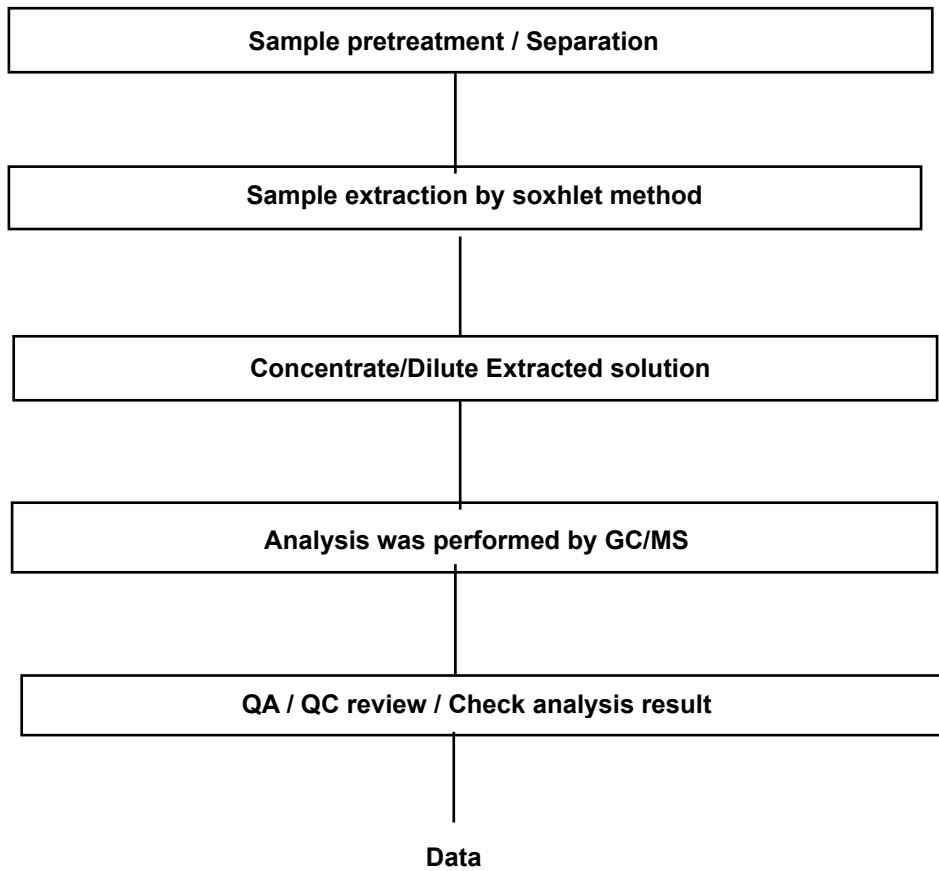 Sample pretreatment / Separation
Sample extraction by soxhlet method
Concentrate/Dilute Extracted solution
Analysis was performed by GC/MS
QA / QC review / Check analysis result
Data